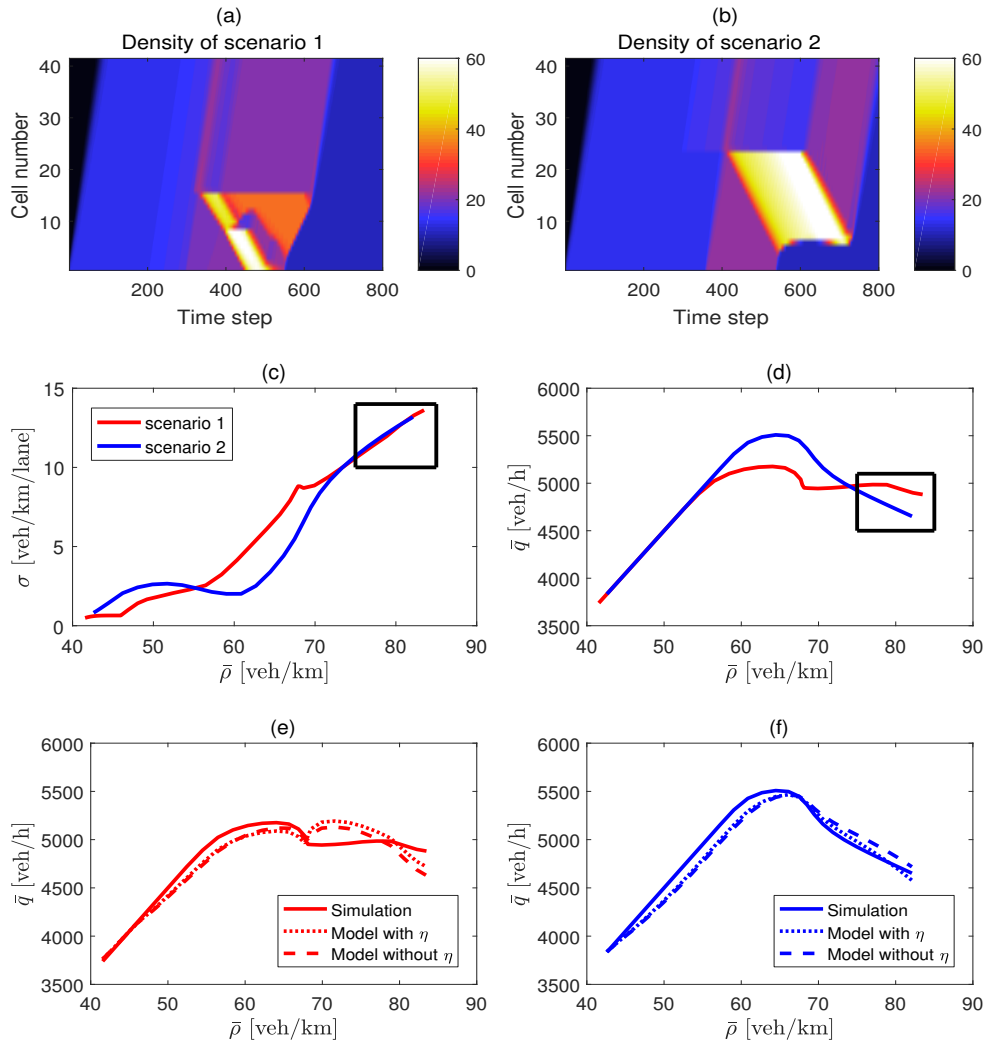 (a)
Density of scenario 1
Cell number
40
30
20
10
200
400
600
800
Time step
60
40
20
0
(b)
Density of scenario 2
Cell number
40
30
20
10
200
400
600
800
Time step
60
40
20
0
(c)
σ [veh/km/lane]
15
10
5
0
scenario 1
scenario 2
40
50
60
70
80
90
ρ̄ [veh/km]
(d)
q̄ [veh/h]
6000
5500
5000
4500
4000
3500
40
50
60
70
80
90
ρ̄ [veh/km]
(e)
q̄ [veh/h]
6000
5500
5000
4500
4000
3500
Simulation
Model with η
Model without η
40
50
60
70
80
90
ρ̄ [veh/km]
(f)
q̄ [veh/h]
6000
5500
5000
4500
4000
3500
Simulation
Model with η
Model without η
40
50
60
70
80
90
ρ̄ [veh/km]